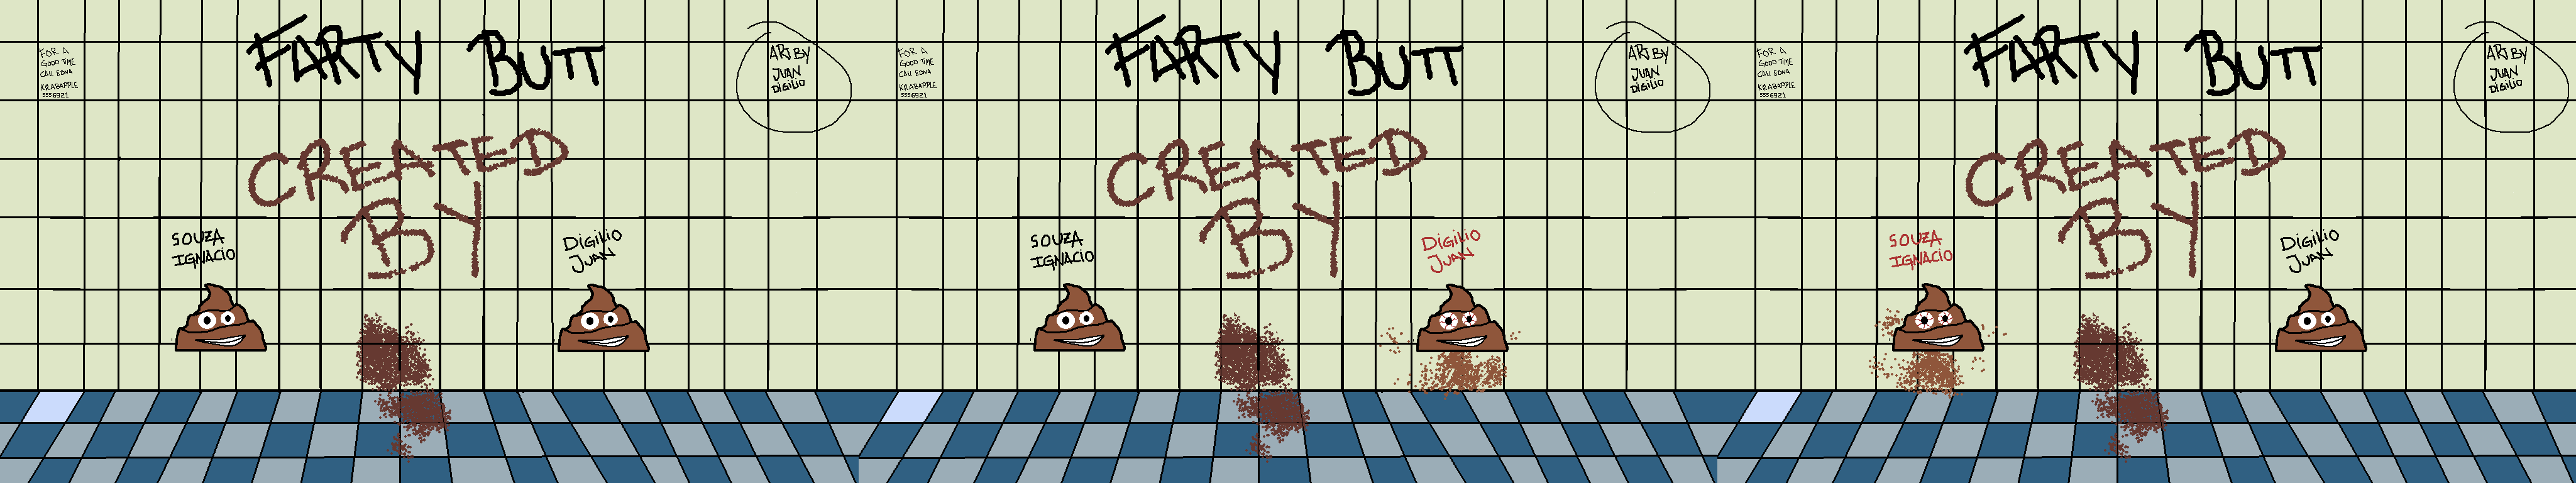 FARTY BUTT
FOR A
GOOD TIME
CALL EDNA
KRABAPPLE
5556921
ART BY
JUAN
DIGILIO
CREATED
BY
SOUZA
IGNACIO
DIGILIO
JUAN
FARTY BUTT
FOR A
GOOD TIME
CALL EDNA
KRABAPPLE
5556921
ART BY
JUAN
DIGILIO
CREATED
BY
SOUZA
IGNACIO
DIGILIO
JUAN
FARTY BUTT
FOR A
GOOD TIME
CALL EDNA
KRABAPPLE
5556921
ART BY
JUAN
DIGILIO
CREATED
BY
SOUZA
IGNACIO
DIGILIO
JUAN